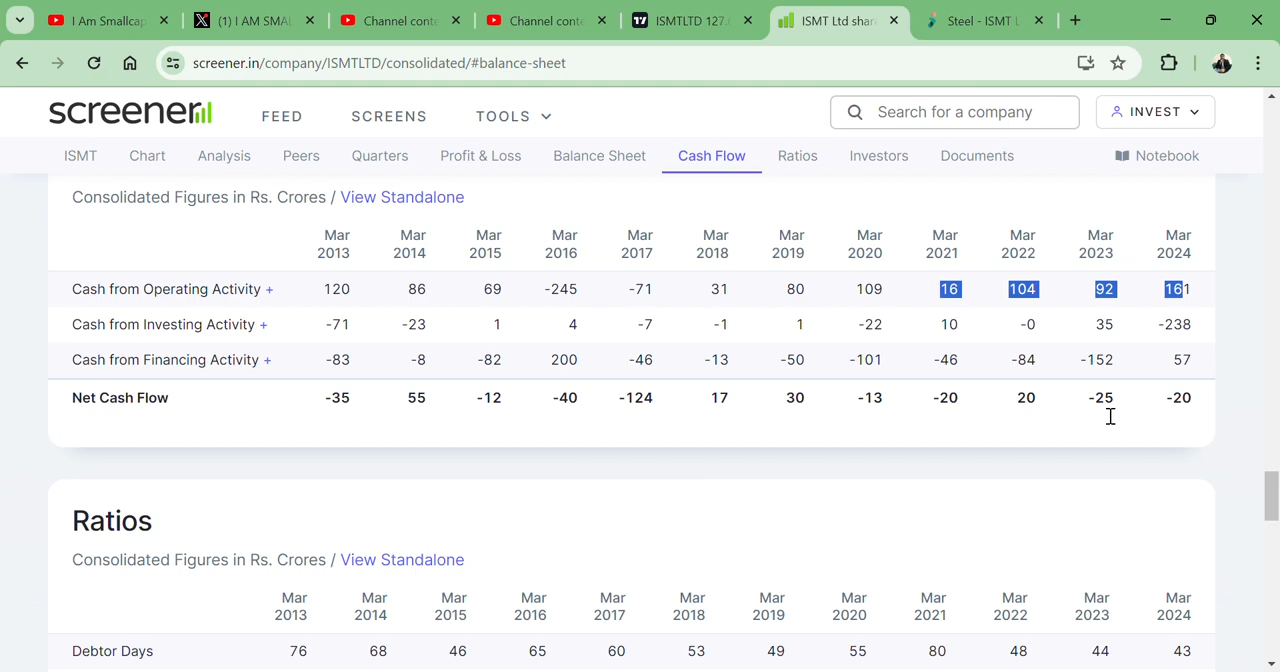 I Am Smallcap
(1) I AM SMAL
Channel conte
Channel conte
ISMTLTD 127.
ISMT Ltd shar
Steel - ISMT L
screener.in/company/ISMTLTD/consolidated/#balance-sheet
screener
FEED
SCREENS
TOOLS
Search for a company
INVEST
ISMT
Chart
Analysis
Peers
Quarters
Profit & Loss
Balance Sheet
Cash Flow
Ratios
Investors
Documents
Notebook
Consolidated Figures in Rs. Crores / View Standalone
Mar 2013 Mar 2014 Mar 2015 Mar 2016 Mar 2017 Mar 2018 Mar 2019 Mar 2020 Mar 2021 Mar 2022 Mar 2023 Mar 2024
Cash from Operating Activity + 120 86 69 -245 -71 31 80 109 16 104 92 161
Cash from Investing Activity + -71 -23 1 4 -7 -1 1 -22 10 -0 35 -238
Cash from Financing Activity + -83 -8 -82 200 -46 -13 -50 -101 -46 -84 -152 57
Net Cash Flow -35 55 -12 -40 -124 17 30 -13 -20 20 -25 -20
Ratios
Consolidated Figures in Rs. Crores / View Standalone
Mar 2013 Mar 2014 Mar 2015 Mar 2016 Mar 2017 Mar 2018 Mar 2019 Mar 2020 Mar 2021 Mar 2022 Mar 2023 Mar 2024
Debtor Days 76 68 46 65 60 53 49 55 80 48 44 43